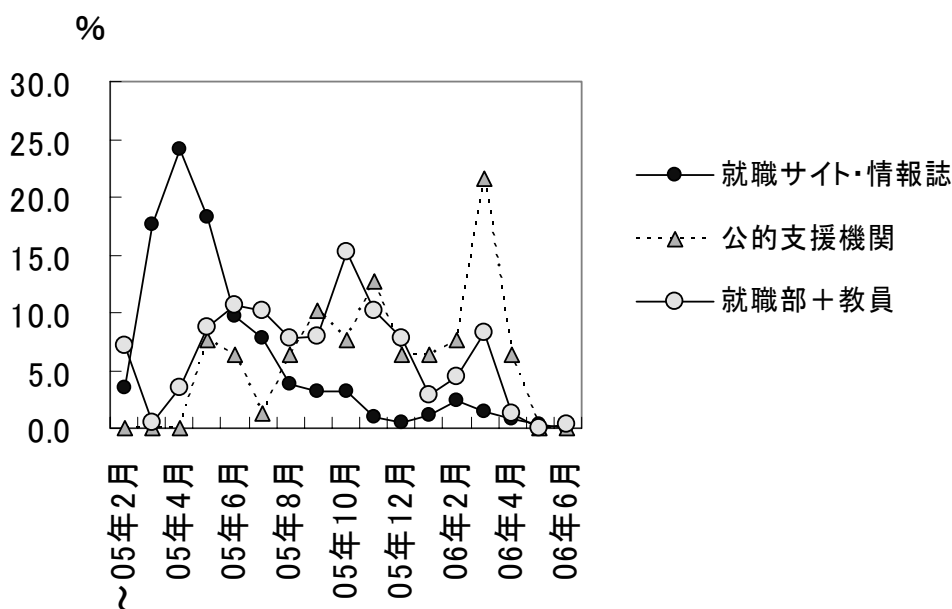 %
30.0
25.0
20.0
15.0
10.0
5.0
0.0
～05年2月
05年4月
05年6月
05年8月
05年10月
05年12月
06年2月
06年4月
06年6月
就職サイト・情報誌
公的支援機関
就職部＋教員